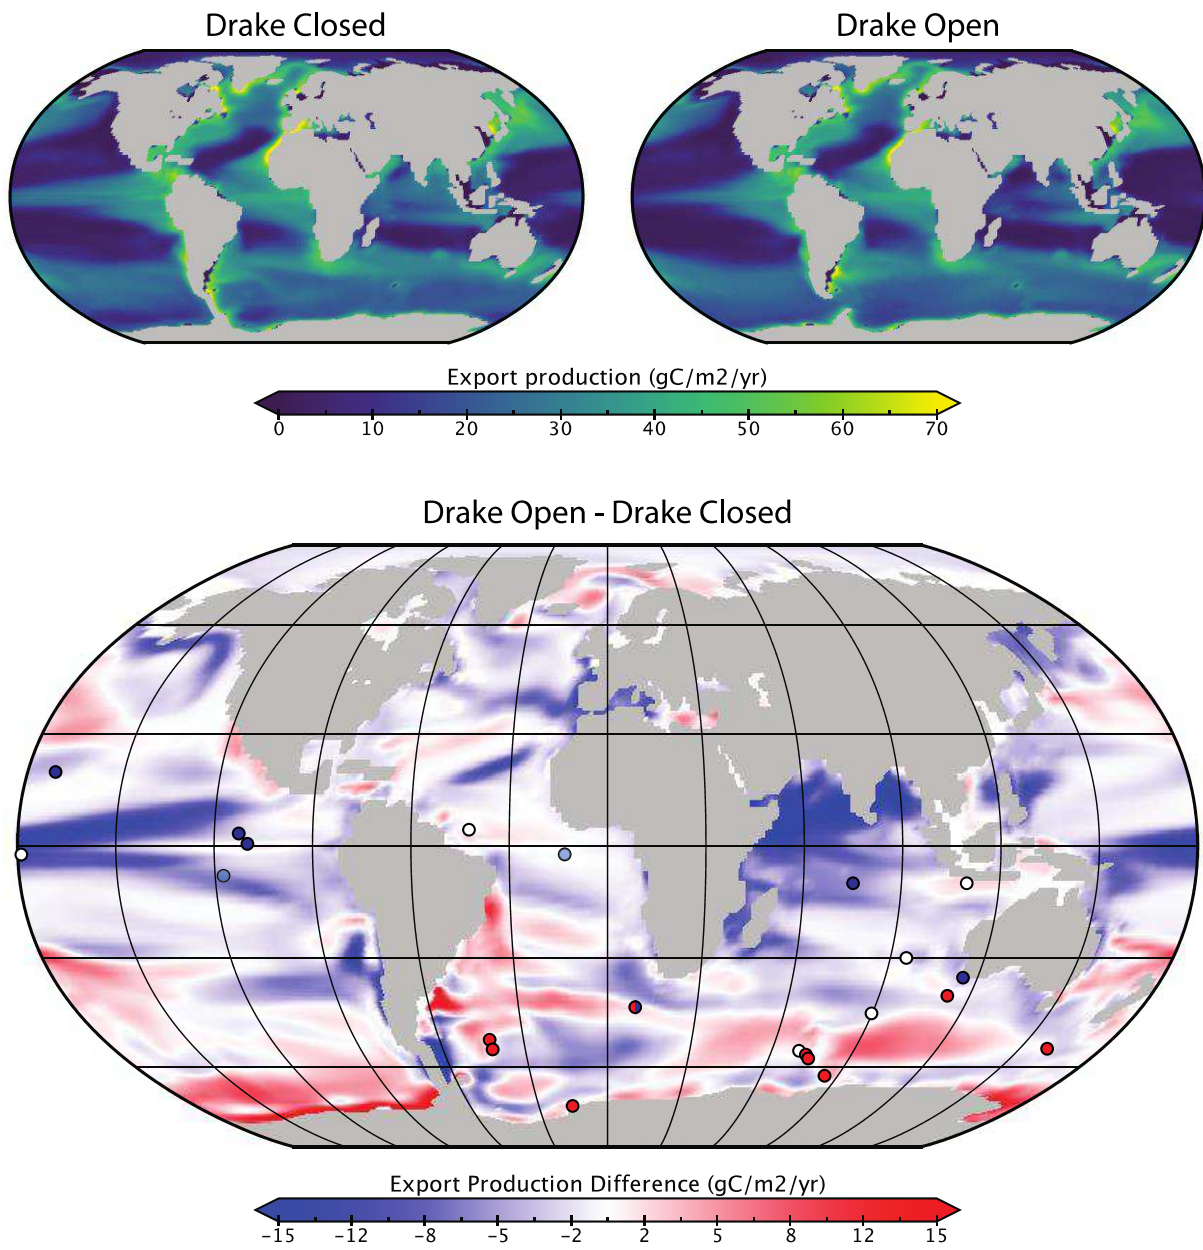 Drake Closed
Drake Open
Export production (gC/m2/yr)
0 10 20 30 40 50 60 70
Drake Open - Drake Closed
Export Production Difference (gC/m2/yr)
−15 −12 −8 −5 −2 2 5 8 12 15